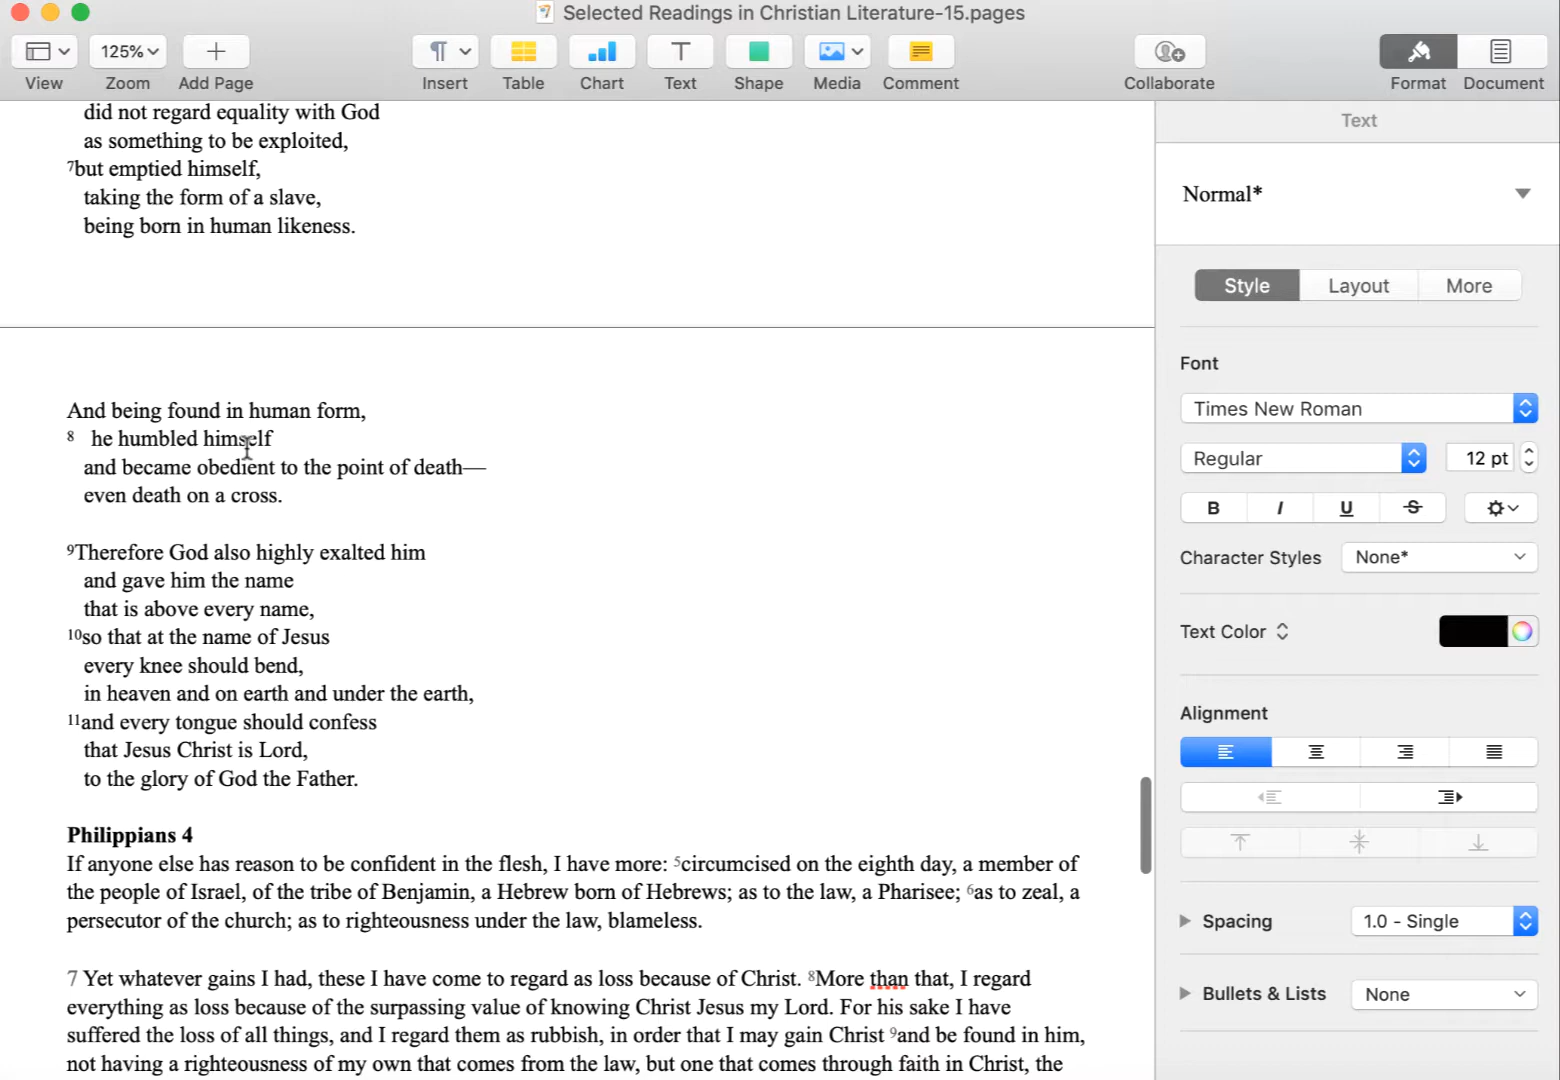 Selected Readings in Christian Literature-15.pages
125%
View
Zoom
Add Page
Insert
Table
Chart
Text
Shape
Media
Comment
Collaborate
Format
Document
did not regard equality with God
as something to be exploited,
⁷but emptied himself,
taking the form of a slave,
being born in human likeness.
And being found in human form,
⁸ he humbled himself
and became obedient to the point of death—
even death on a cross.
⁹Therefore God also highly exalted him
and gave him the name
that is above every name,
¹⁰so that at the name of Jesus
every knee should bend,
in heaven and on earth and under the earth,
¹¹and every tongue should confess
that Jesus Christ is Lord,
to the glory of God the Father.
Philippians 4
If anyone else has reason to be confident in the flesh, I have more: ⁵circumcised on the eighth day, a member of
the people of Israel, of the tribe of Benjamin, a Hebrew born of Hebrews; as to the law, a Pharisee; ⁶as to zeal, a
persecutor of the church; as to righteousness under the law, blameless.
7 Yet whatever gains I had, these I have come to regard as loss because of Christ. ⁸More than that, I regard
everything as loss because of the surpassing value of knowing Christ Jesus my Lord. For his sake I have
suffered the loss of all things, and I regard them as rubbish, in order that I may gain Christ ⁹and be found in him,
not having a righteousness of my own that comes from the law, but one that comes through faith in Christ, the
Text
Normal*
Style
Layout
More
Font
Times New Roman
Regular
12 pt
B
I
U
S
Character Styles
None*
Text Color
Alignment
Spacing
1.0 - Single
Bullets & Lists
None